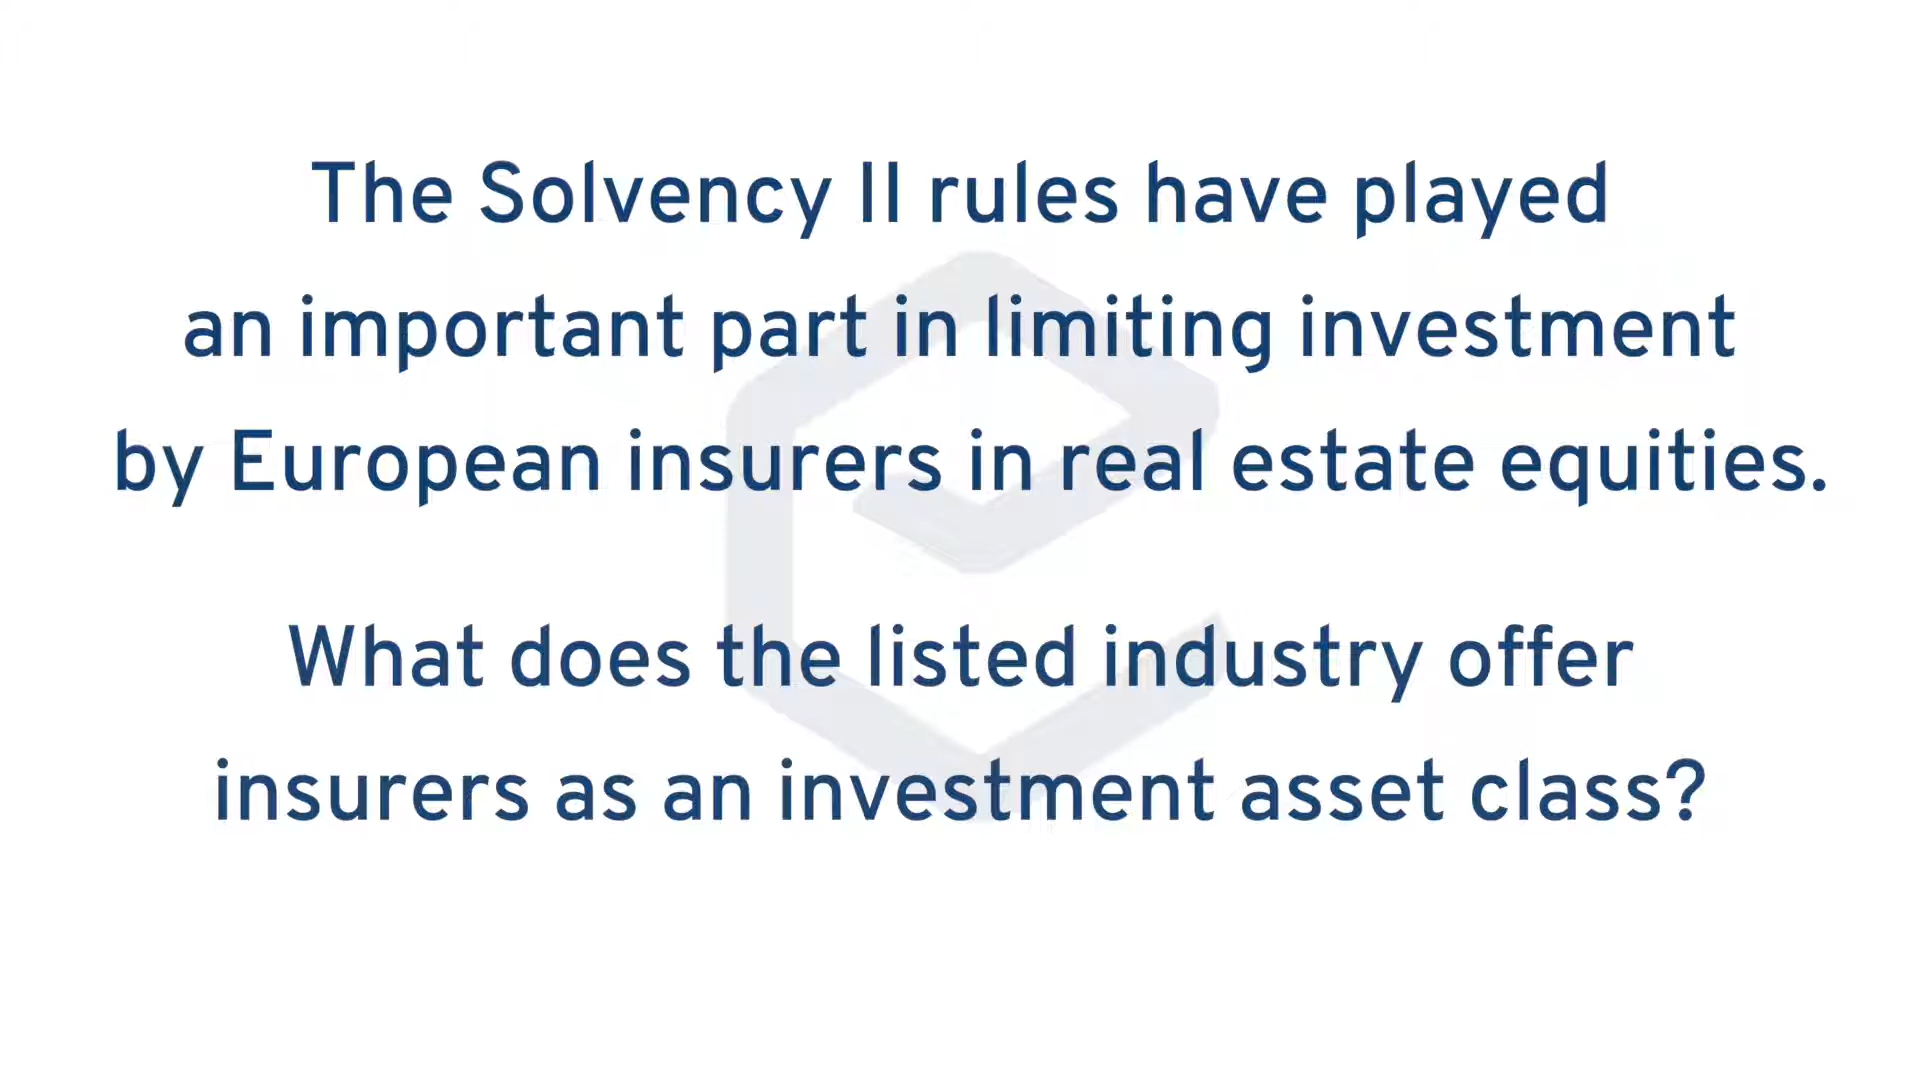 The Solvency II rules have played
an important part in limiting investment
by European insurers in real estate equities.
What does the listed industry offer
insurers as an investment asset class?